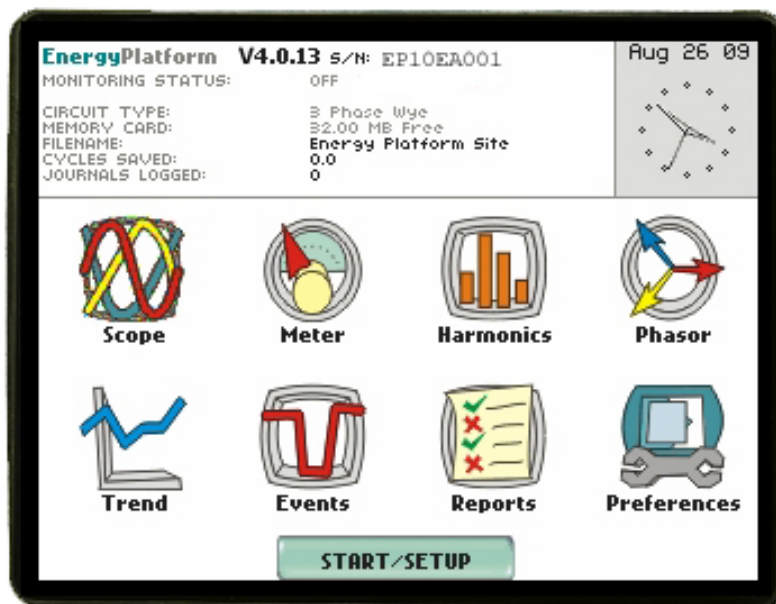 EnergyPlatform V4.0.13 S/N: EP10EA001
Aug 26 09
MONITORING STATUS: OFF
CIRCUIT TYPE: 3 Phase Wye
MEMORY CARD: 32.00 MB Free
FILENAME: Energy Platform Site
CYCLES SAVED: 0.0
JOURNALS LOGGED: 0
Scope Meter Harmonics Phasor
Trend Events Reports Preferences
START/SETUP